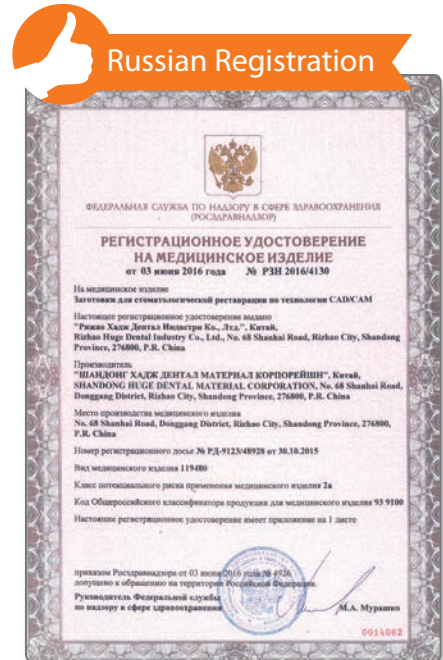 Russian Registration
ФЕДЕРАЛЬНАЯ СЛУЖБА ПО НАДЗОРУ В СФЕРЕ ЗДРАВООХРАНЕНИЯ
(РОСЗДРАВНАДЗОР)
РЕГИСТРАЦИОННОЕ УДОСТОВЕРЕНИЕ
НА МЕДИЦИНСКОЕ ИЗДЕЛИЕ
от 03 июня 2016 года № РЗН 2016/4130
На медицинское изделие
Заготовки для стоматологической реставрации по технологии CAD/CAM
Настоящее регистрационное удостоверение выдано
"Рижао Хадж Дентал Индастри Ко., Лтд.", Китай,
Rizhao Huge Dental Industry Co., Ltd., No. 68 Shanhai Road, Rizhao City, Shandong
Province, 276800, P.R. China
Производитель
"ШАНДОНГ ХАДЖ ДЕНТАЛ МАТЕРИАЛ КОРПОРЕЙШН", Китай,
SHANDONG HUGE DENTAL MATERIAL CORPORATION, No. 68 Shanhai Road,
Donggang District, Rizhao City, Shandong Province, 276800, P.R. China
Место производства медицинского изделия
No. 68 Shanhai Road, Donggang District, Rizhao City, Shandong Province, 276800,
P.R. China
Номер регистрационного досье № РД-9123/48928 от 30.10.2015
Вид медицинского изделия 119480
Класс потенциального риска применения медицинского изделия 2а
Код Общероссийского классификатора продукции для медицинского изделия 93 9100
Настоящее регистрационное удостоверение имеет приложение на 1 листе
приказом Росздравнадзора от 03 июня 2016 года № 4926
допущено к обращению на территории Российской Федерации.
Руководитель Федеральной службы
по надзору в сфере здравоохранения
М.А. Мурашко
0014062